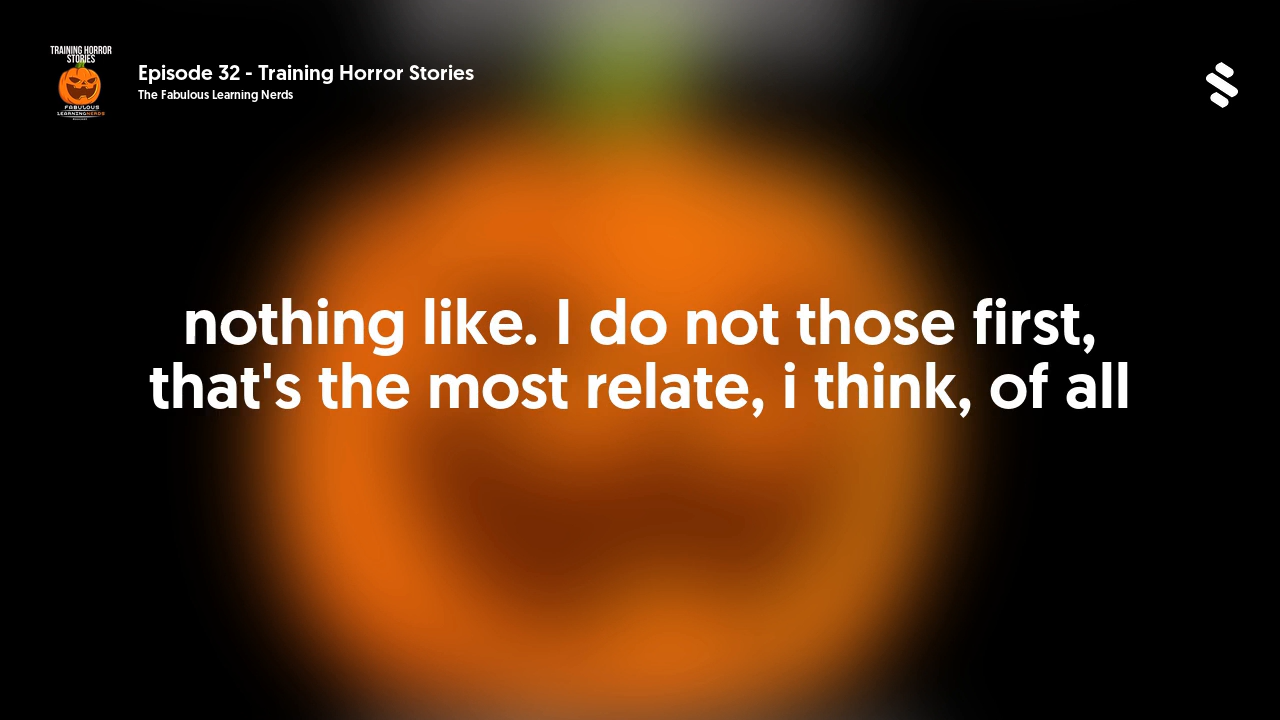 TRAINING HORROR
STORIES
FABULOUS
LEARNINGNERDS
Episode 32 - Training Horror Stories
The Fabulous Learning Nerds
nothing like. I do not those first,
that's the most relate, i think, of all